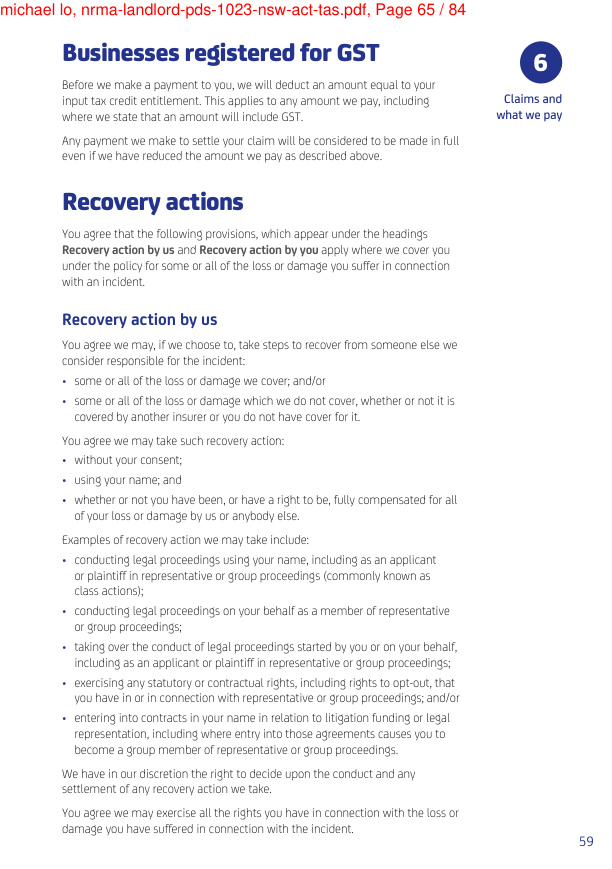 michael lo, nrma-landlord-pds-1023-nsw-act-tas.pdf, Page 65 / 84
Businesses registered for GST
Before we make a payment to you, we will deduct an amount equal to your
input tax credit entitlement. This applies to any amount we pay, including
where we state that an amount will include GST.
Any payment we make to settle your claim will be considered to be made in full
even if we have reduced the amount we pay as described above.
6
Claims and
what we pay
Recovery actions
You agree that the following provisions, which appear under the headings
Recovery action by us and Recovery action by you apply where we cover you
under the policy for some or all of the loss or damage you suffer in connection
with an incident.
Recovery action by us
You agree we may, if we choose to, take steps to recover from someone else we
consider responsible for the incident:
• some or all of the loss or damage we cover; and/or
• some or all of the loss or damage which we do not cover, whether or not it is
covered by another insurer or you do not have cover for it.
You agree we may take such recovery action:
• without your consent;
• using your name; and
• whether or not you have been, or have a right to be, fully compensated for all
of your loss or damage by us or anybody else.
Examples of recovery action we may take include:
• conducting legal proceedings using your name, including as an applicant
or plaintiff in representative or group proceedings (commonly known as
class actions);
• conducting legal proceedings on your behalf as a member of representative
or group proceedings;
• taking over the conduct of legal proceedings started by you or on your behalf,
including as an applicant or plaintiff in representative or group proceedings;
• exercising any statutory or contractual rights, including rights to opt-out, that
you have in or in connection with representative or group proceedings; and/or
• entering into contracts in your name in relation to litigation funding or legal
representation, including where entry into those agreements causes you to
become a group member of representative or group proceedings.
We have in our discretion the right to decide upon the conduct and any
settlement of any recovery action we take.
You agree we may exercise all the rights you have in connection with the loss or
damage you have suffered in connection with the incident.
59